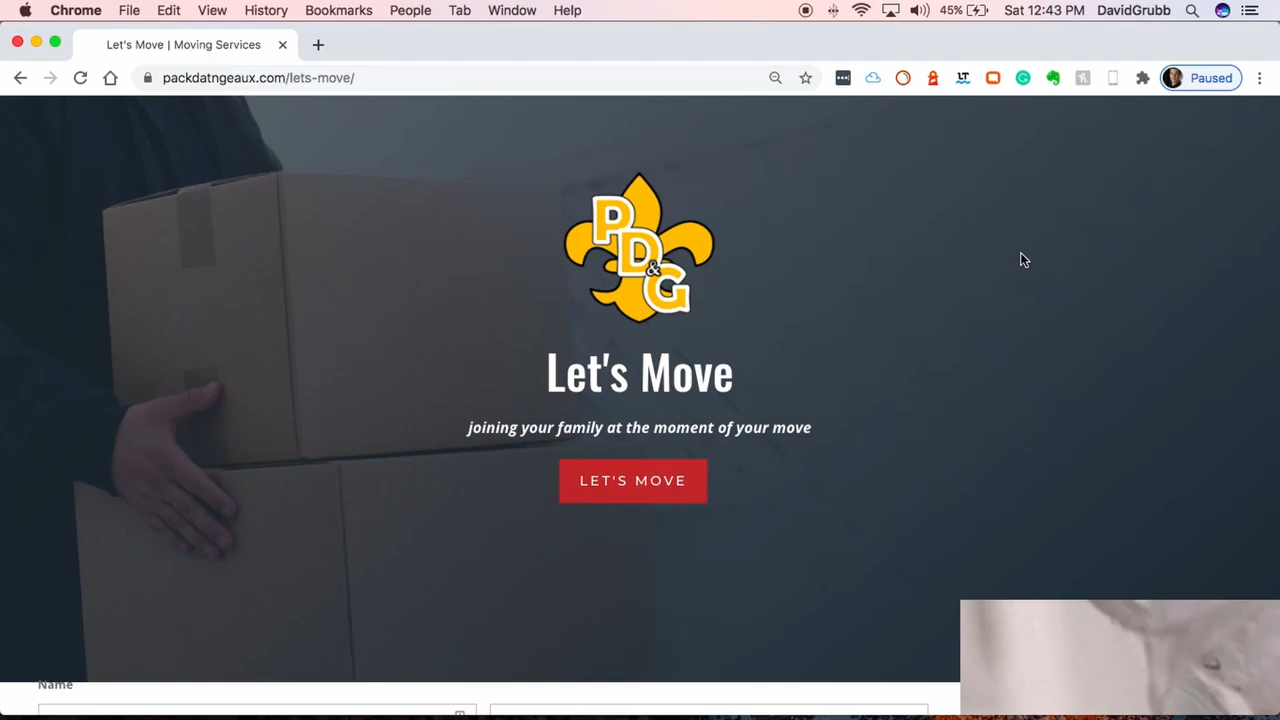 Chrome File Edit View History Bookmarks People Tab Window Help 45% Sat 12:43 PM DavidGrubb
Let's Move | Moving Services
packdatngeaux.com/lets-move/ Paused
PD&G
Let's Move
joining your family at the moment of your move
LET'S MOVE
Name